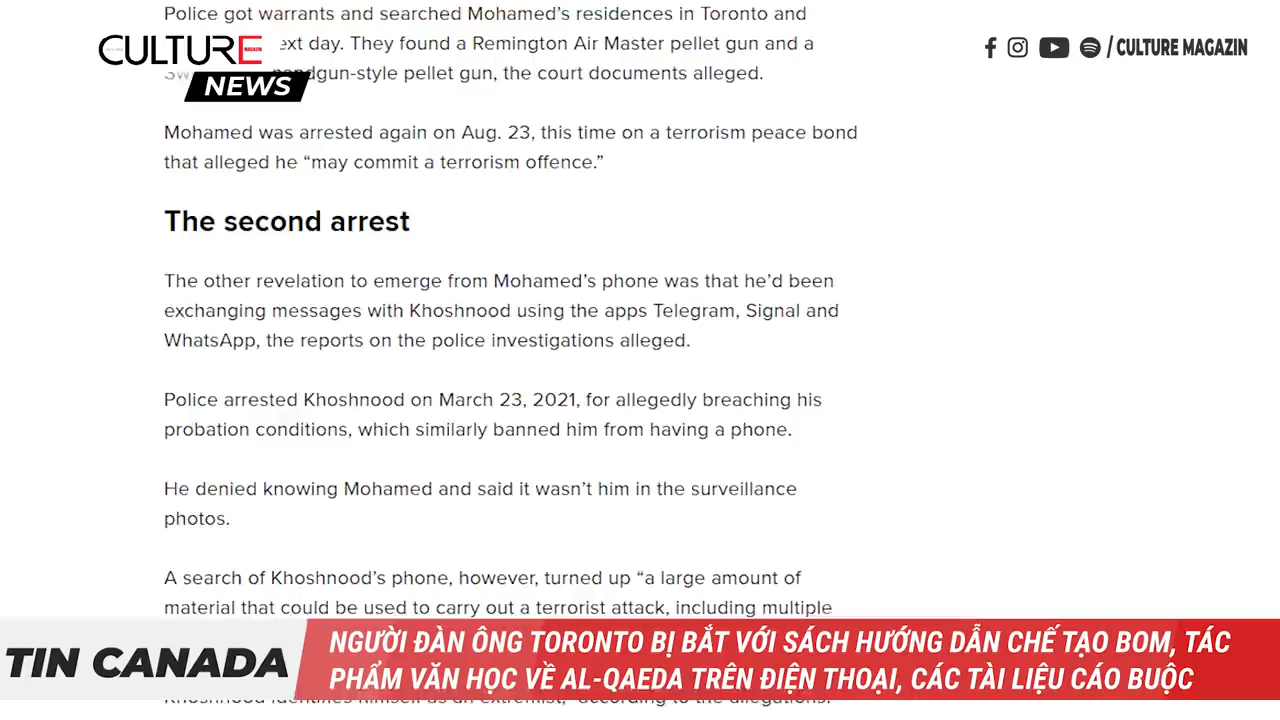 Police got warrants and searched Mohamed’s residences in Toronto and
CULTURE
MAGAZIN
NEWS
/ CULTURE MAGAZIN
day. They found a Remington Air Master pellet gun and a
pellet gun, the court documents alleged.
Mohamed was arrested again on Aug. 23, this time on a terrorism peace bond
that alleged he “may commit a terrorism offence.”
The second arrest
The other revelation to emerge from Mohamed’s phone was that he’d been
exchanging messages with Khoshnood using the apps Telegram, Signal and
WhatsApp, the reports on the police investigations alleged.
Police arrested Khoshnood on March 23, 2021, for allegedly breaching his
probation conditions, which similarly banned him from having a phone.
He denied knowing Mohamed and said it wasn’t him in the surveillance
photos.
A search of Khoshnood’s phone, however, turned up “a large amount of
material that could be used to carry out a terrorist attack, including multiple
TIN CANADA
NGƯỜI ĐÀN ÔNG TORONTO BỊ BẮT VỚI SÁCH HƯỚNG DẪN CHẾ TẠO BOM, TÁC
PHẨM VĂN HỌC VỀ AL-QAEDA TRÊN ĐIỆN THOẠI, CÁC TÀI LIỆU CÁO BUỘC